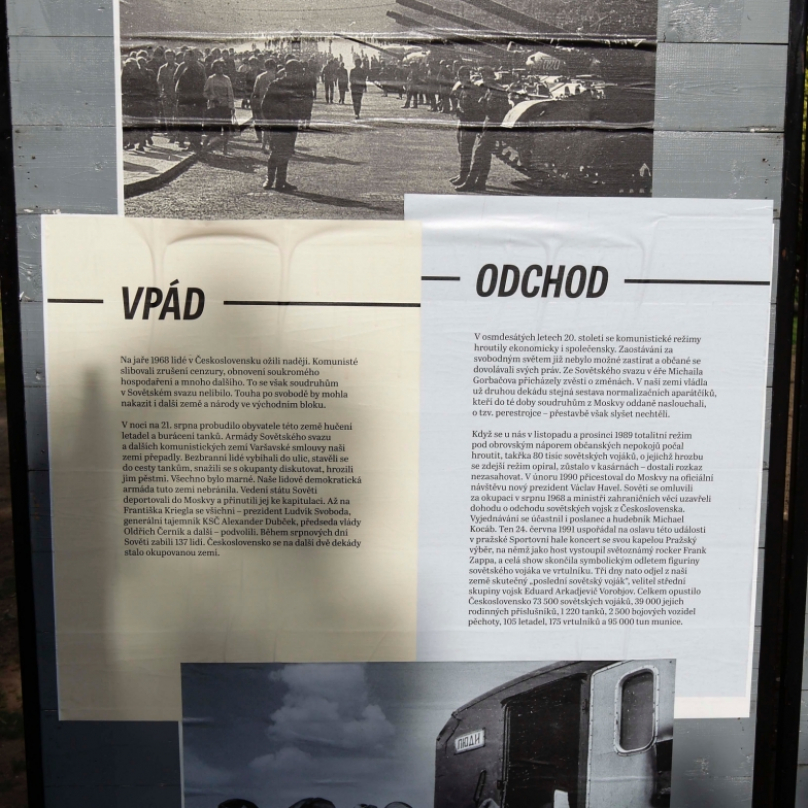 VPÁD
Na jaře 1968 lidé v Československu ožili nadějí. Komunisté
slibovali zrušení cenzury, obnovení soukromého
hospodaření a mnoho dalšího. To se však soudruhům
v Sovětském svazu nelíbilo. Touha po svobodě by mohla
nakazit i další země a národy ve východním bloku.
V noci na 21. srpna probudilo obyvatele této země hučení
letadel a burácení tanků. Armády Sovětského svazu
a dalších komunistických zemí Varšavské smlouvy naši
zemi přepadly. Bezbranní lidé vybíhali do ulic, stavěli se
do cesty tankům, snažili se s okupanty diskutovat, hrozili
jim pěstmi. Všechno bylo marné. Naše lidově demokratická
armáda tuto zemi nebránila. Vedení státu Sověti
deportovali do Moskvy a přinutili jej ke kapitulaci. Až na
Františka Kriegla se všichni – prezident Ludvík Svoboda,
generální tajemník KSČ Alexander Dubček, předseda vlády
Oldřich Černík a další – podvolili. Během srpnových dní
Sověti zabili 137 lidí. Československo se na další dvě dekády
stalo okupovanou zemí.
ODCHOD
V osmdesátých letech 20. století se komunistické režimy
hroutily ekonomicky i společensky. Zaostávání za
svobodným světem již nebylo možné zastírat a občané se
dovolávali svých práv. Ze Sovětského svazu v éře Michaila
Gorbačova přicházely zvěsti o změnách. V naší zemi vládla
už druhou dekádu stejná sestava normalizačních aparátčíků,
kteří do té doby soudruhům z Moskvy oddaně naslouchali,
o tzv. perestrojce – přestavbě však slyšet nechtěli.
Když se u nás v listopadu a prosinci 1989 totalitní režim
pod obrovským náporem občanských nepokojů počal
hroutit, takřka 80 tisíc sovětských vojáků, o jejichž hrozbu
se zdejší režim opíral, zůstalo v kasárnách – dostali rozkaz
nezasahovat. V únoru 1990 přicestoval do Moskvy na oficiální
návštěvu nový prezident Václav Havel. Sověti se omluvili
za okupaci v srpnu 1968 a ministři zahraničních věcí uzavřeli
dohodu o odchodu sovětských vojsk z Československa.
Vyjednávání se účastnil i poslanec a hudebník Michael
Kocáb. Ten 24. června 1991 uspořádal na oslavu této události
v pražské Sportovní hale koncert se svou kapelou Pražský
výběr, na němž jako host vystoupil světoznámý rocker Frank
Zappa, a celá show skončila symbolickým odletem figuríny
sovětského vojáka ve vrtulníku. Tři dny nato odjel z naší
země skutečný „poslední sovětský voják“, velitel střední
skupiny vojsk Eduard Arkadjevič Vorobjov. Celkem opustilo
Československo 73 500 sovětských vojáků, 39 000 jejich
rodinných příslušníků, 1 220 tanků, 2 500 bojových vozidel
pěchoty, 105 letadel, 175 vrtulníků a 95 000 tun munice.
ЛЮДИ